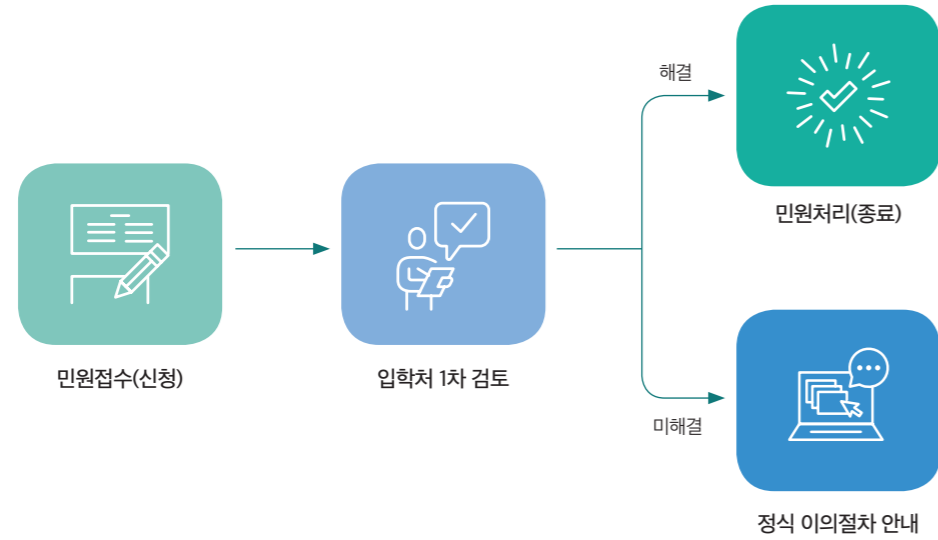 민원접수(신청)
입학처 1차 검토
해결
민원처리(종료)
미해결
정식 이의절차 안내